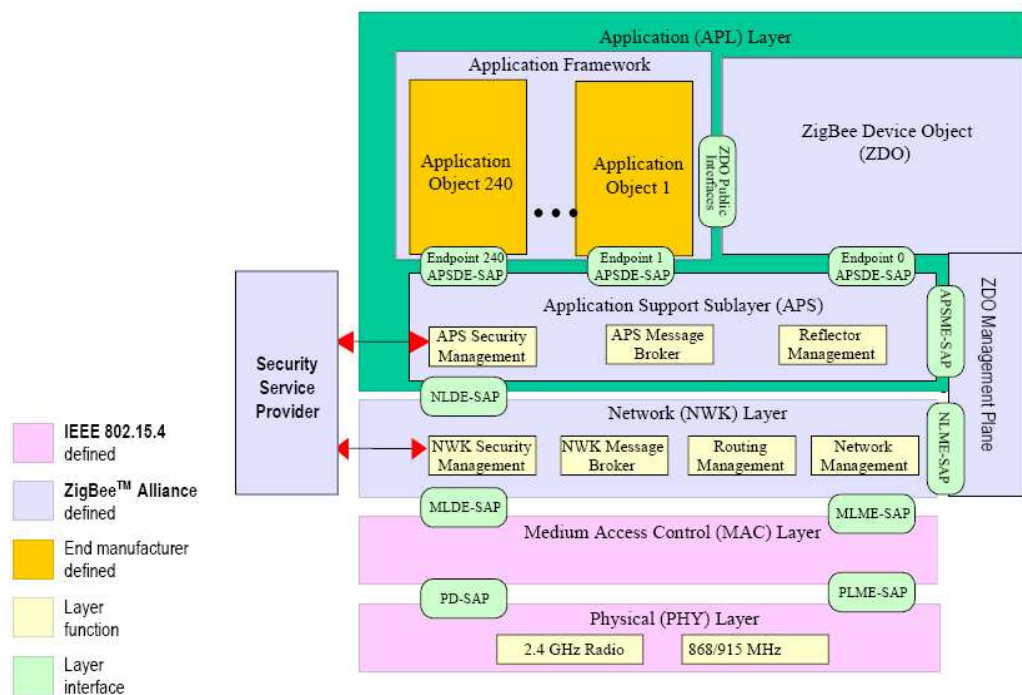 Application (APL) Layer
Application Framework
Application
Object 240
Application
Object 1
ZDO Public
Interfaces
ZigBee Device Object
(ZDO)
Endpoint 240
APSDE-SAP
Endpoint 1
APSDE-SAP
Endpoint 0
APSDE-SAP
Application Support Sublayer (APS)
APS Security
Management
APS Message
Broker
Reflector
Management
APSME-SAP
ZDO Management Plane
Security
Service
Provider
NLDE-SAP
Network (NWK) Layer
NWK Security
Management
NWK Message
Broker
Routing
Management
Network
Management
NLME-SAP
MLDE-SAP
MLME-SAP
Medium Access Control (MAC) Layer
PD-SAP
PLME-SAP
Physical (PHY) Layer
2.4 GHz Radio
868/915 MHz
IEEE 802.15.4
defined
ZigBee™ Alliance
defined
End manufacturer
defined
Layer
function
Layer
interface